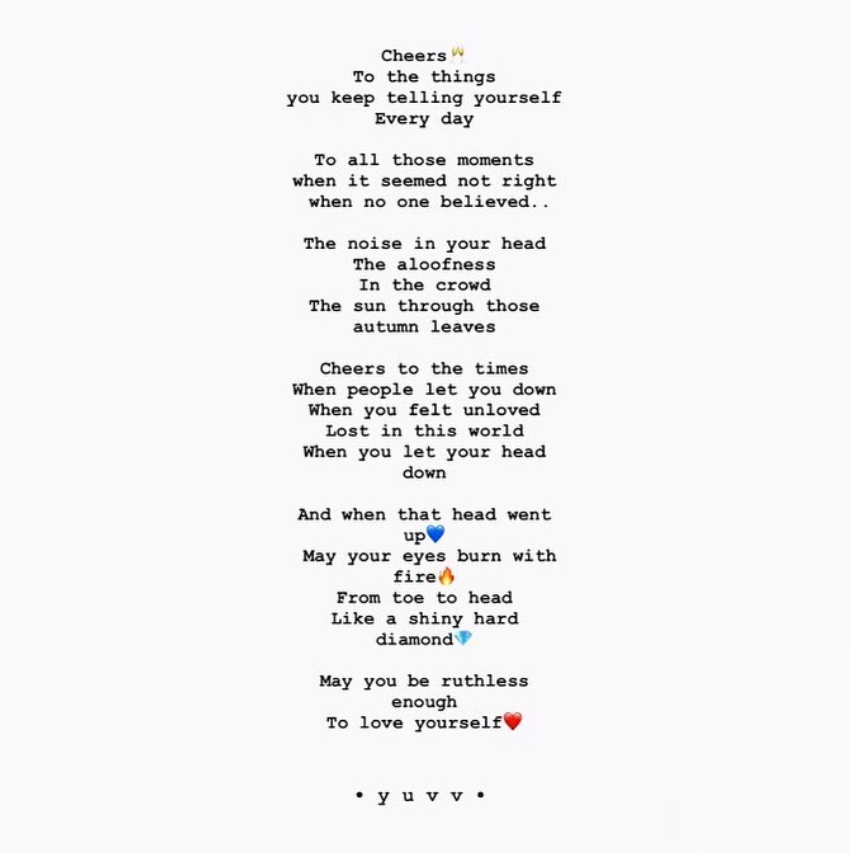 Cheers🥂
To the things
you keep telling yourself
Every day
To all those moments
when it seemed not right
when no one believed..
The noise in your head
The aloofness
In the crowd
The sun through those
autumn leaves
Cheers to the times
When people let you down
When you felt unloved
Lost in this world
When you let your head
down
And when that head went
up💙
May your eyes burn with
fire🔥
From toe to head
Like a shiny hard
diamond💎
May you be ruthless
enough
To love yourself❤️
• y u v v •